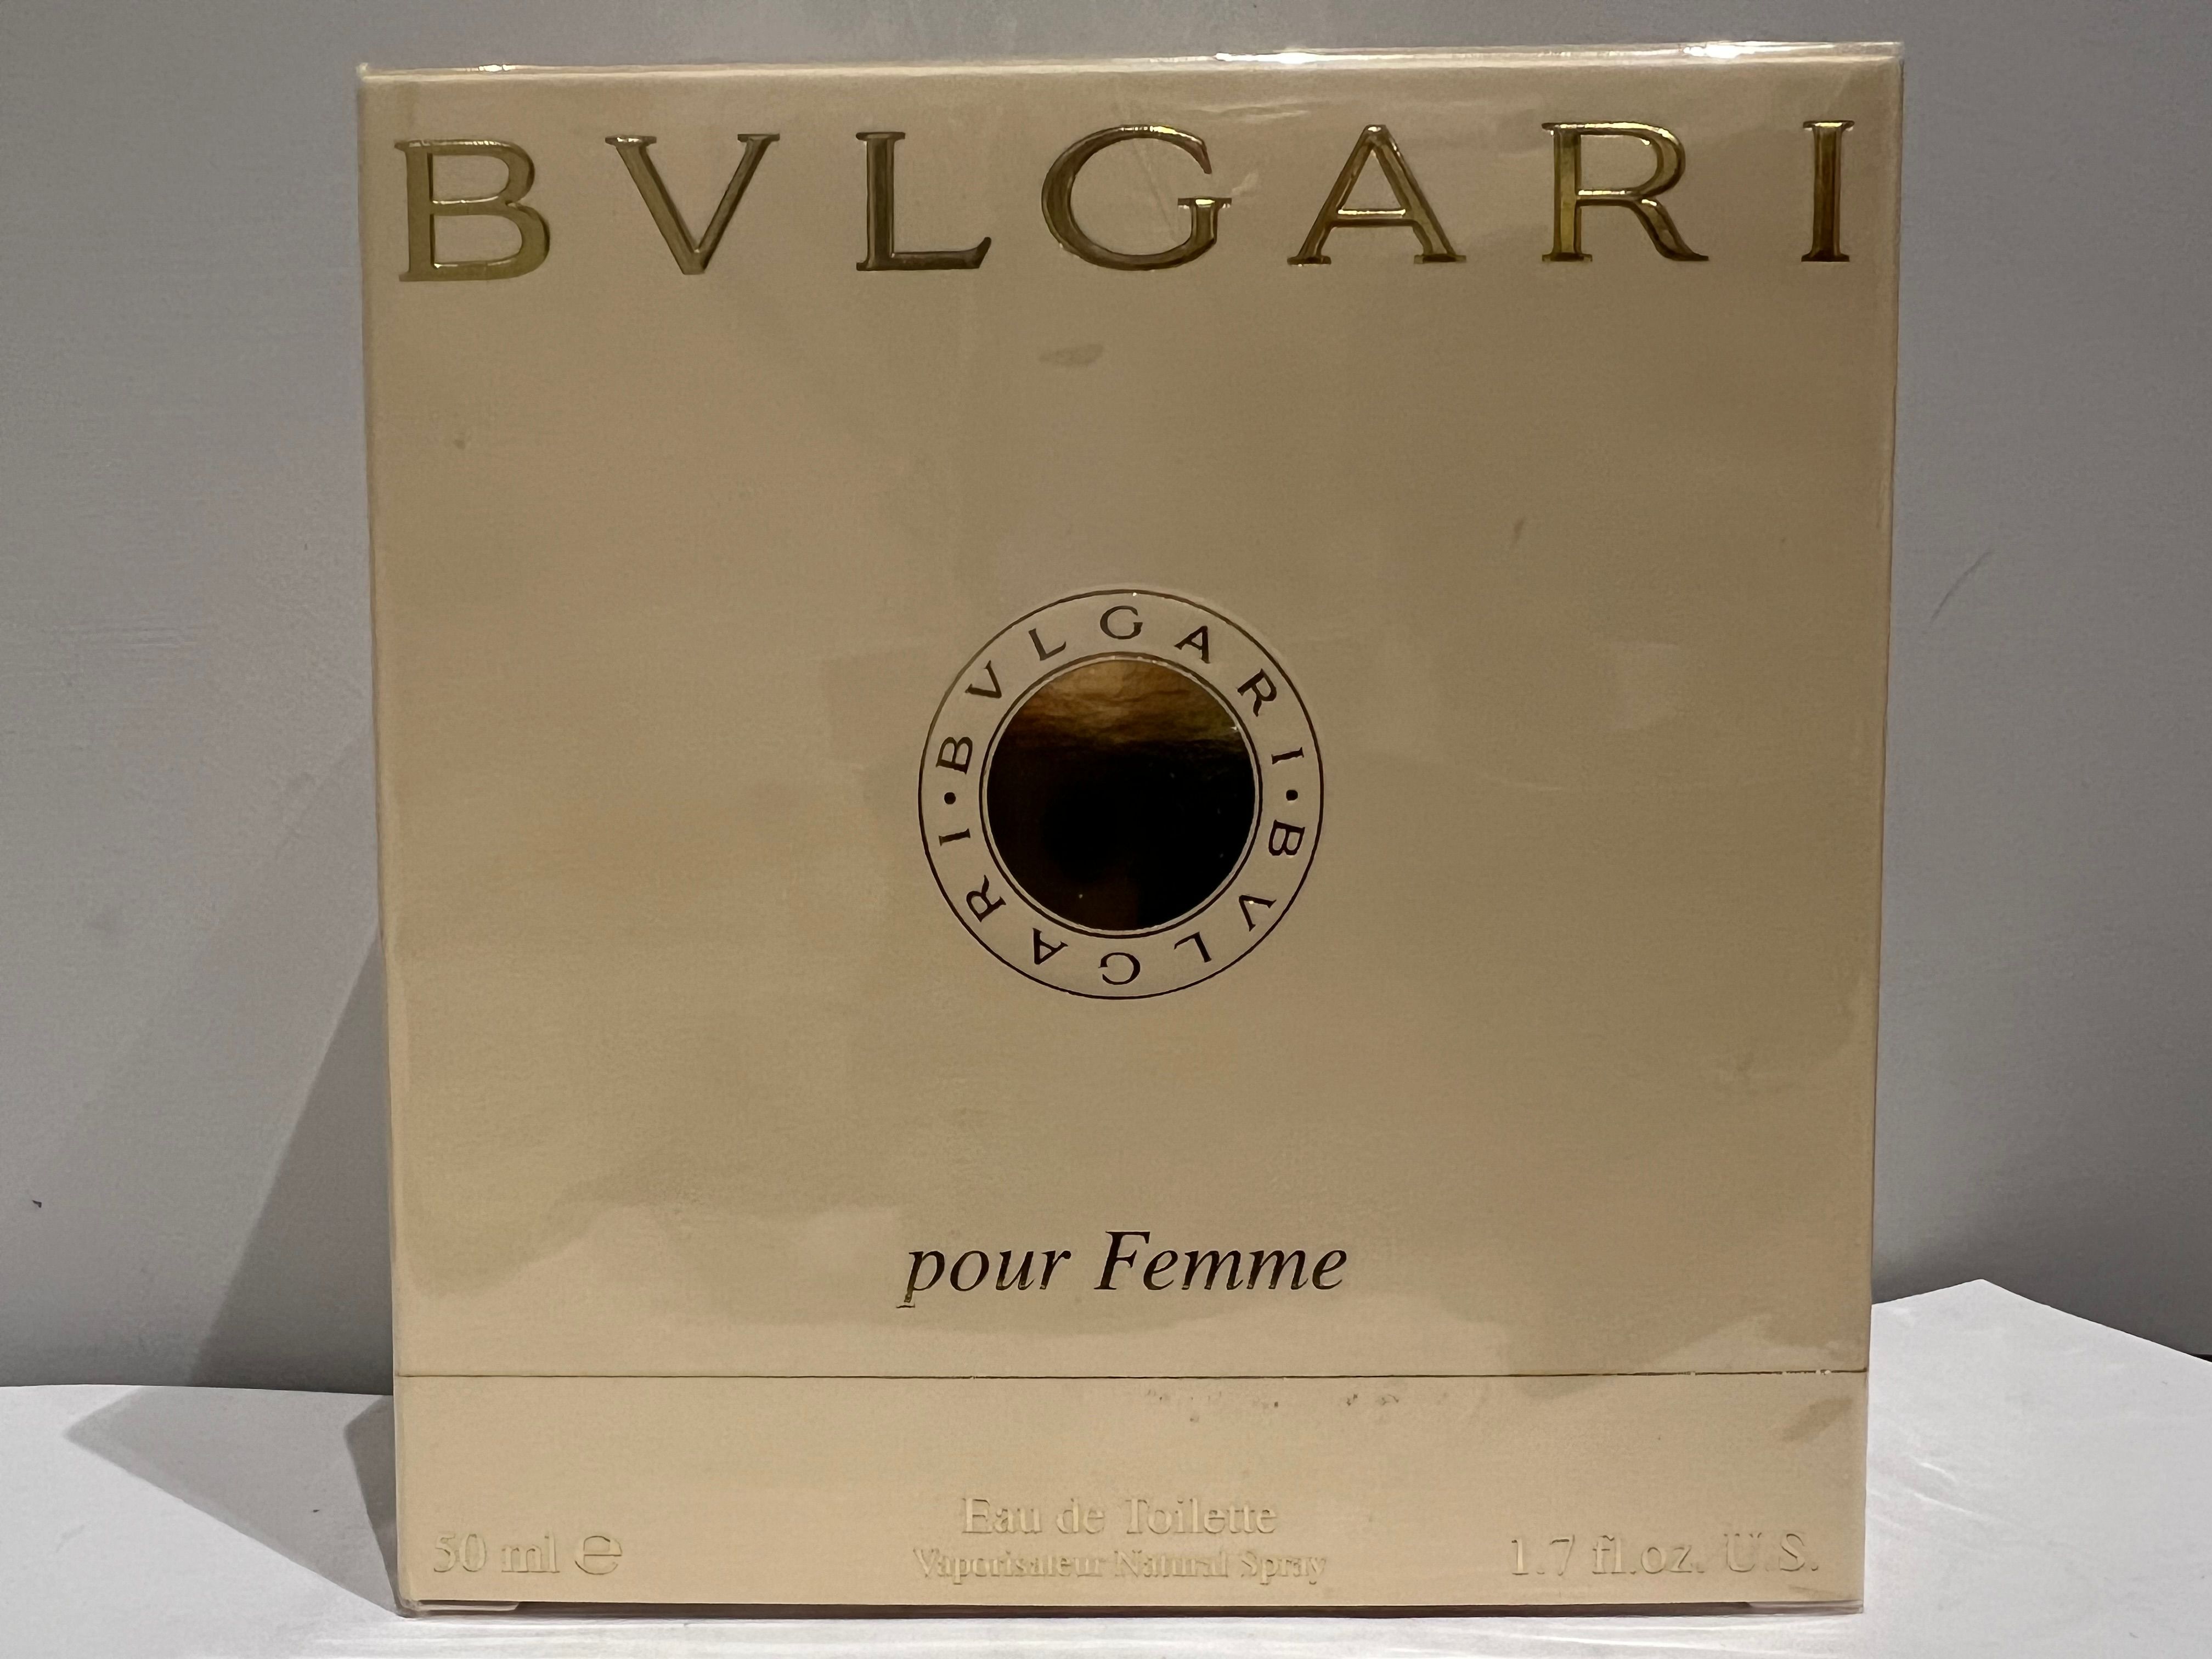 BVLGARI
BVLGARI • BVLGARI •
pour Femme
Eau de Toilette
50 ml ℮
Vaporisateur Natural Spray
1.7 fl.oz. U.S.